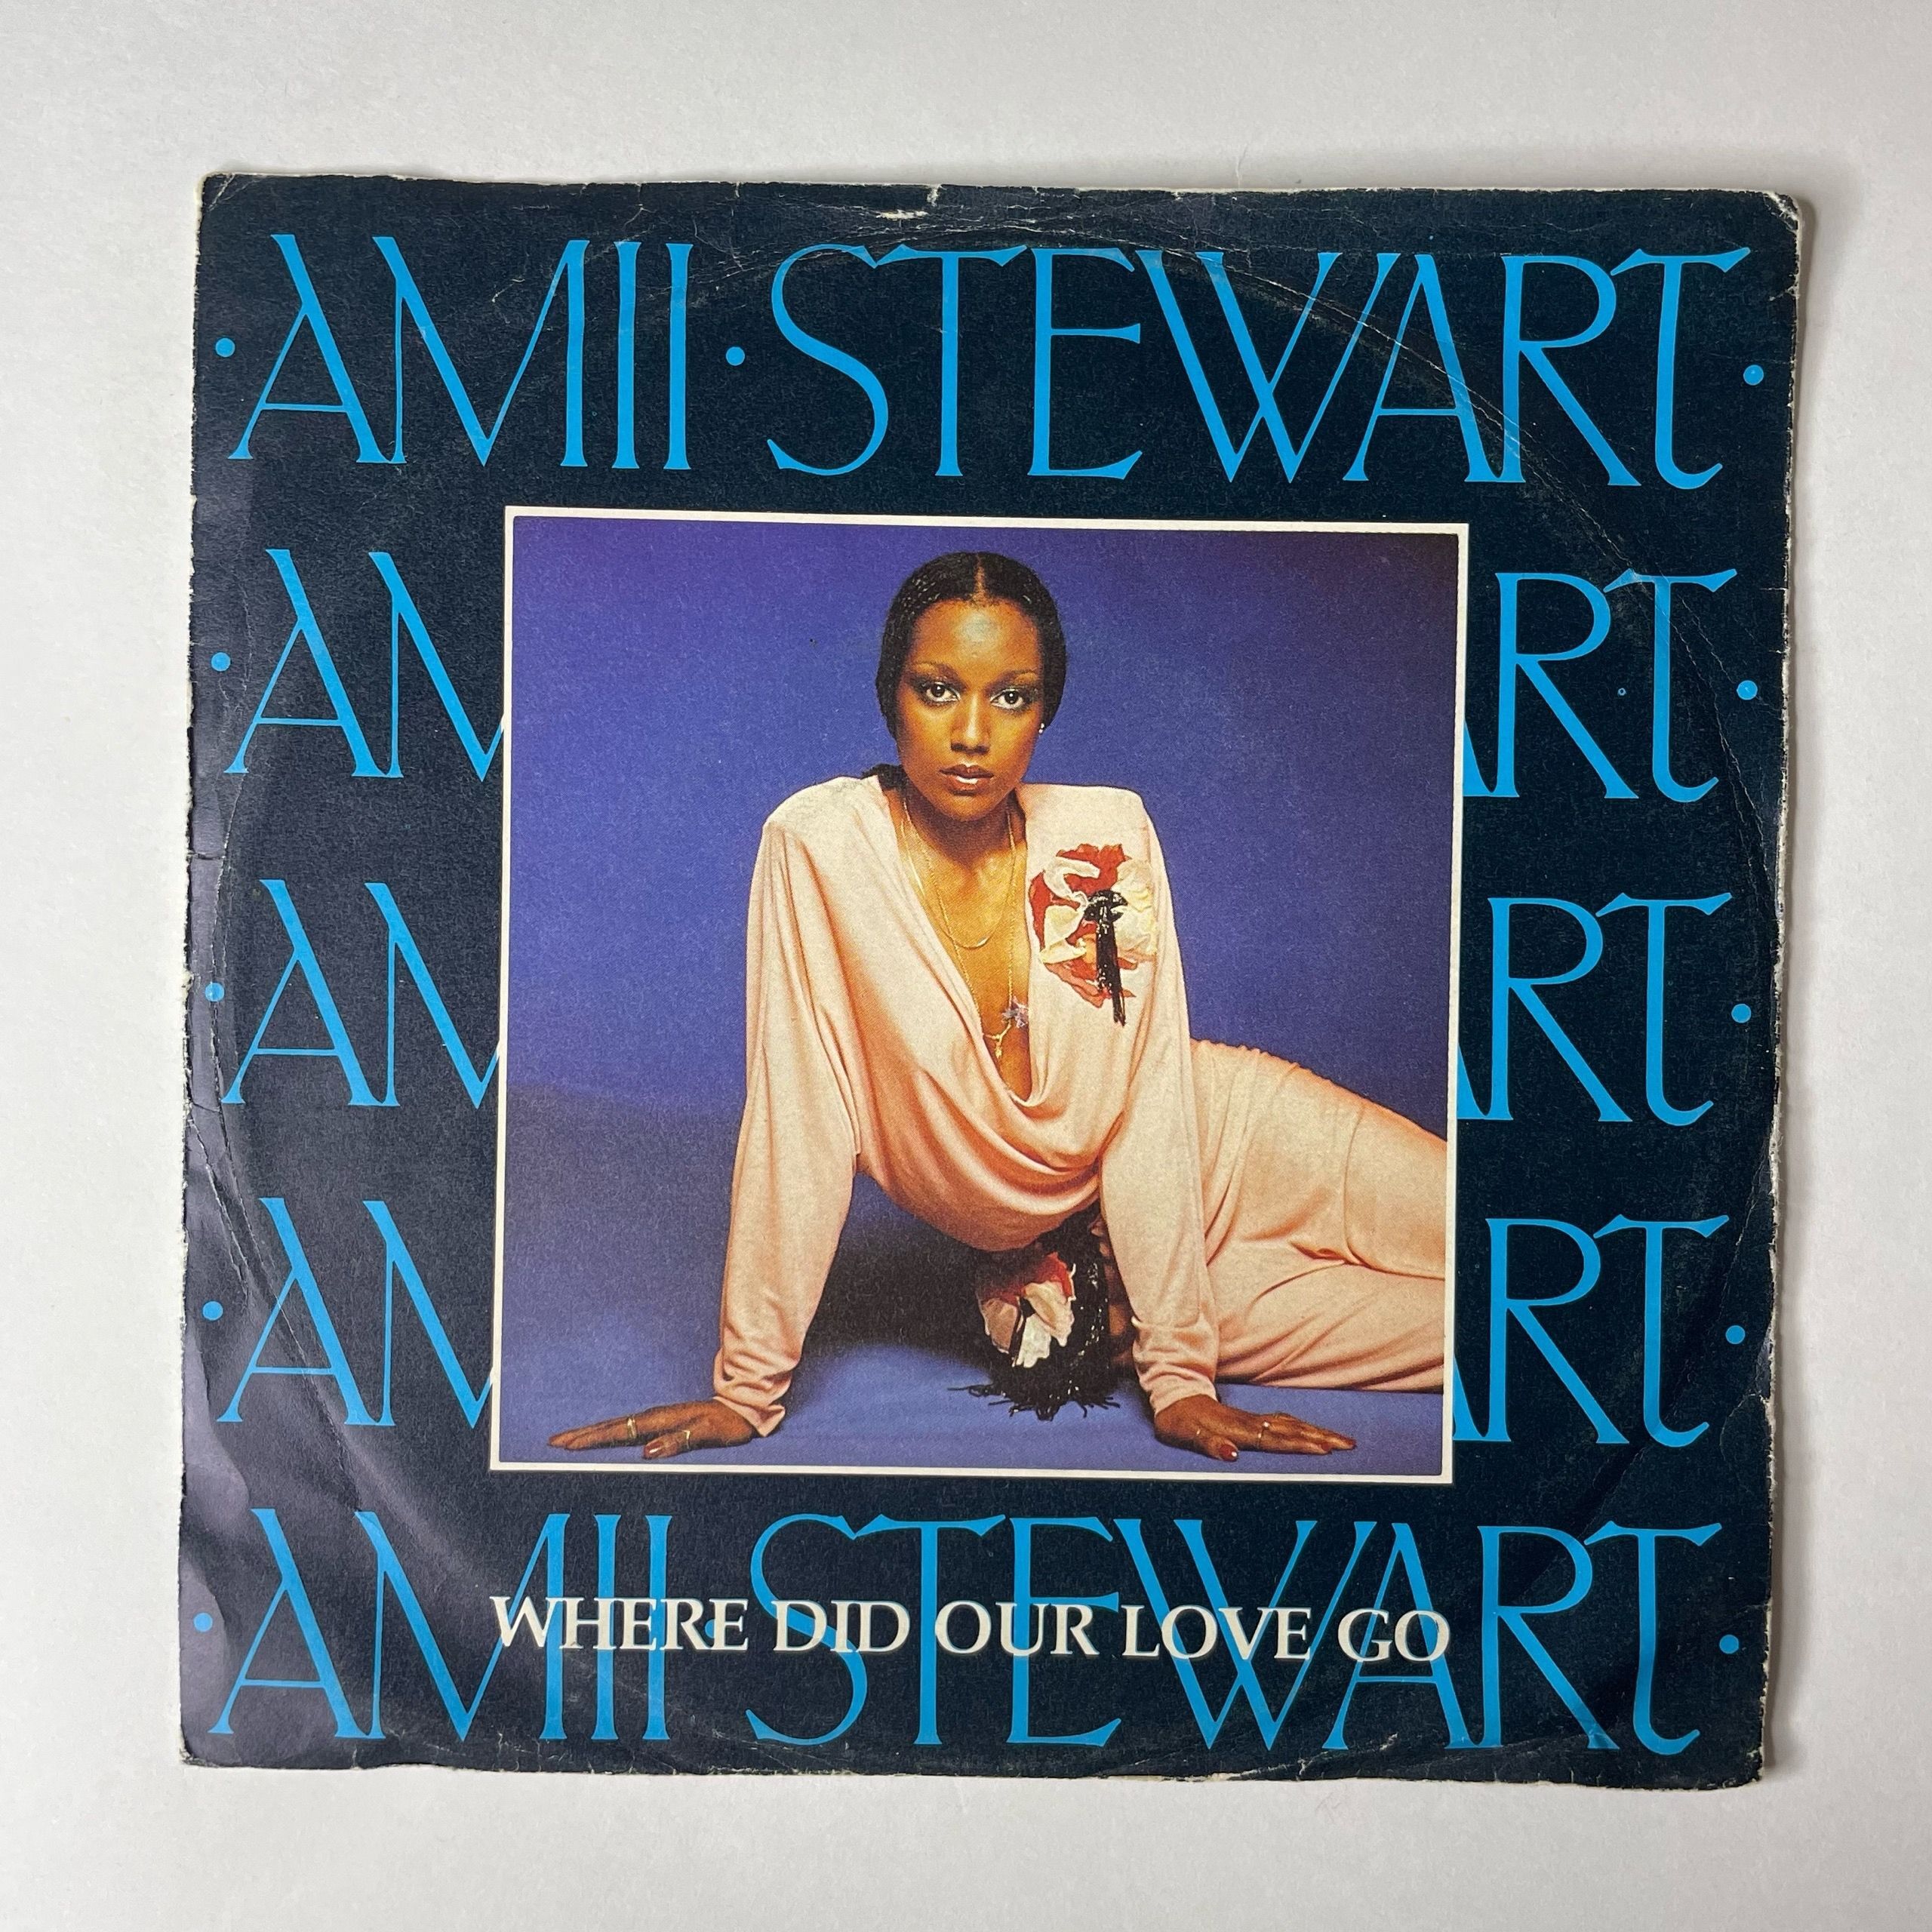 ·AMII·STEWART·
·AM ART·
·AM ART·
·AM ART·
·AMII·STEWART·
WHERE DID OUR LOVE GO